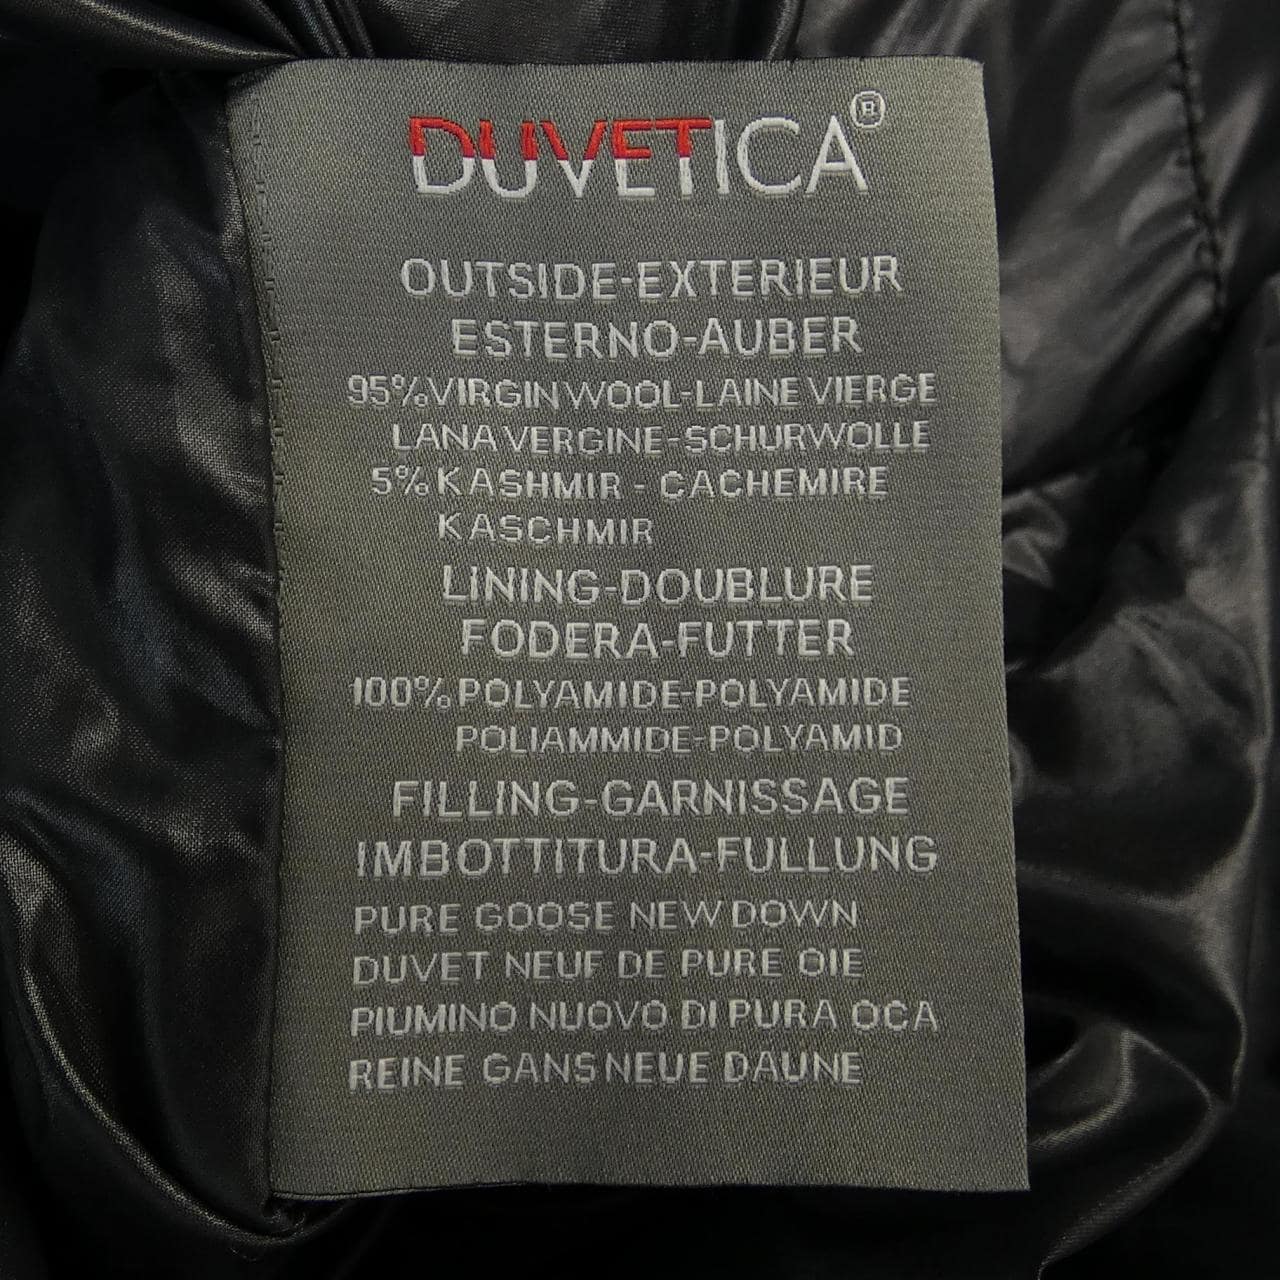 DUVETICA®
OUTSIDE-EXTERIEUR
ESTERNO-AUBER
95% VIRGIN WOOL-LAINE VIERGE
LANA VERGINE-SCHURWOLLE
5% KASHMIR - CACHEMIRE
KASCHMIR
LINING-DOUBLURE
FODERA-FUTTER
100% POLYAMIDE-POLYAMIDE
POLIAMMIDE-POLYAMID
FILLING-GARNISSAGE
IMBOTTITURA-FULLUNG
PURE GOOSE NEW DOWN
DUVET NEUF DE PURE OIE
PIUMINO NUOVO DI PURA OCA
REINE GANS NEUE DAUNE